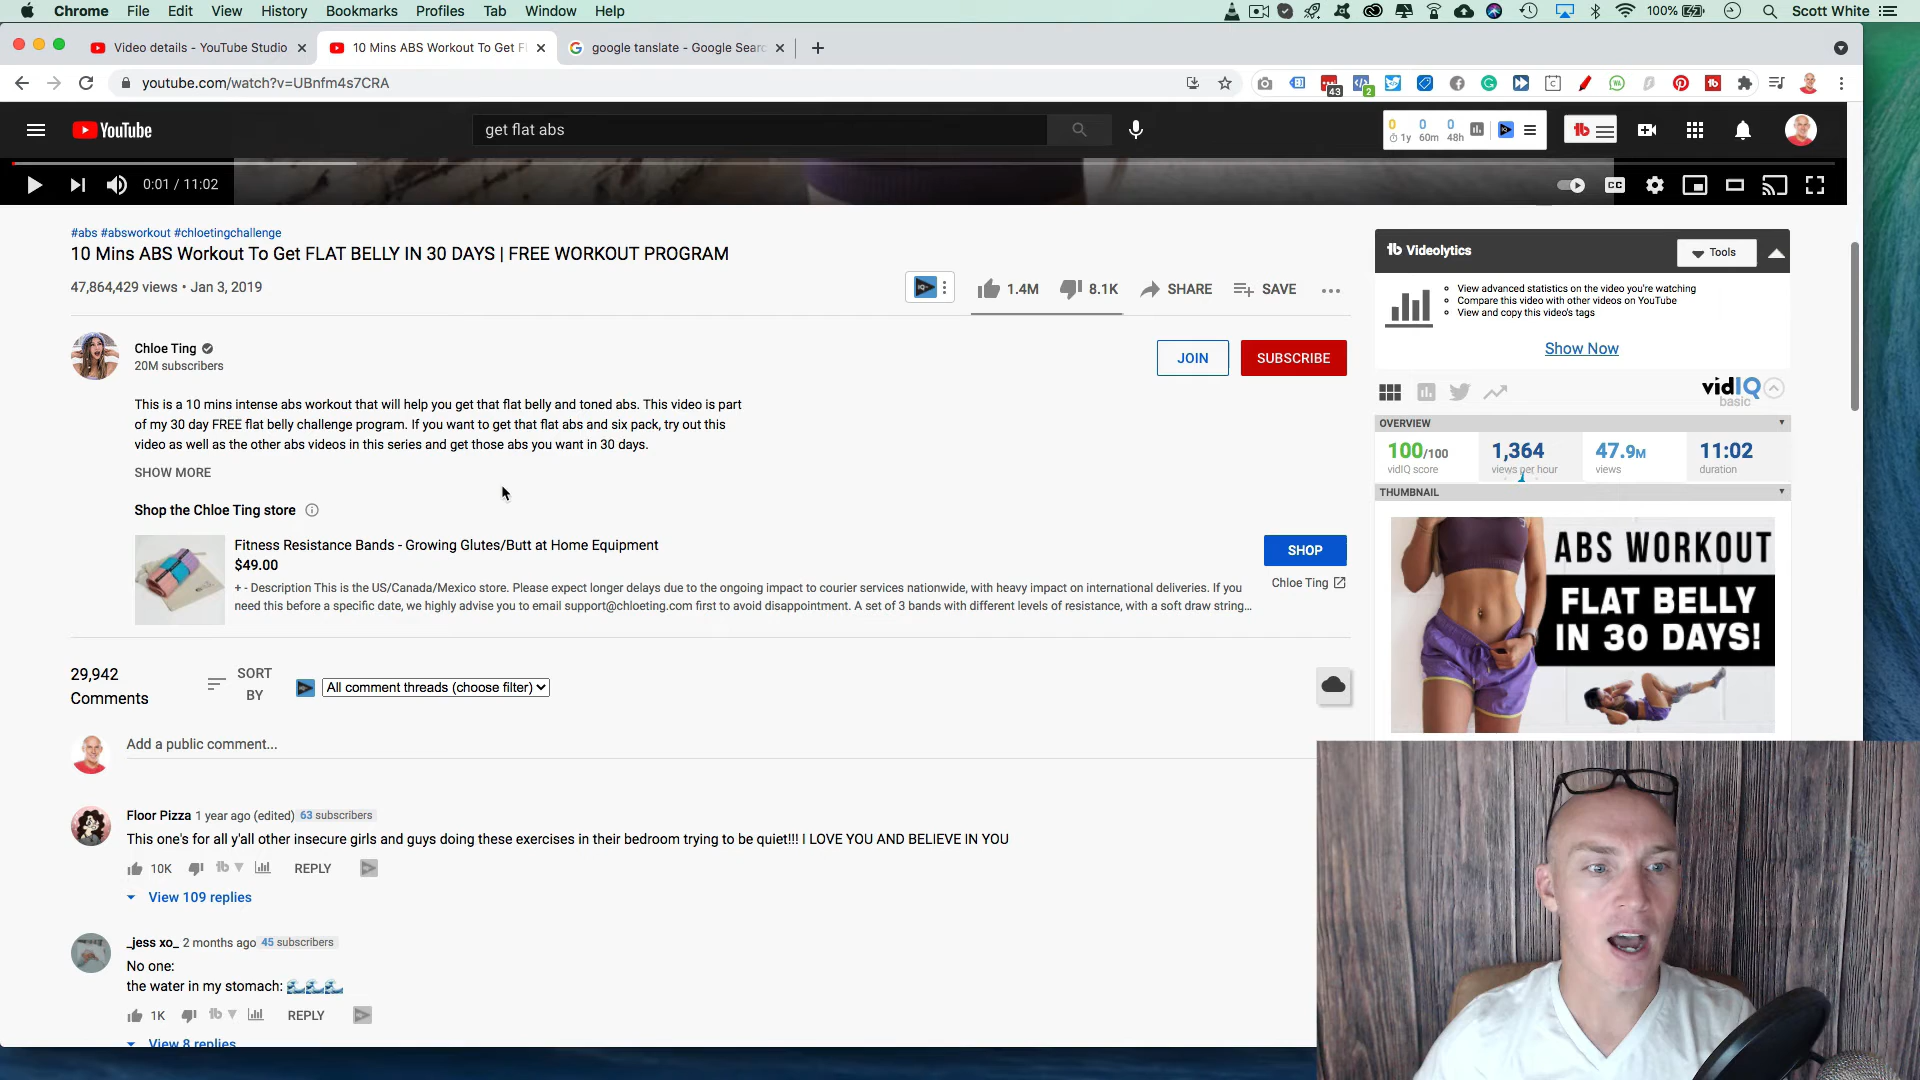 Chrome File Edit View History Bookmarks Profiles Tab Window Help 100% Scott White
Video details - YouTube Studio
10 Mins ABS Workout To Get F
google tanslate - Google Searc
youtube.com/watch?v=UBnfm4s7CRA
43
2
YouTube
get flat abs
0 0 0
1y 60m 48h
0:01 / 11:02
CC
#abs #absworkout #chloetingchallenge
10 Mins ABS Workout To Get FLAT BELLY IN 30 DAYS | FREE WORKOUT PROGRAM
47,864,429 views • Jan 3, 2019
1.4M 8.1K SHARE SAVE
Chloe Ting
20M subscribers
JOIN SUBSCRIBE
This is a 10 mins intense abs workout that will help you get that flat belly and toned abs. This video is part
of my 30 day FREE flat belly challenge program. If you want to get that flat abs and six pack, try out this
video as well as the other abs videos in this series and get those abs you want in 30 days.
SHOW MORE
Shop the Chloe Ting store
Fitness Resistance Bands - Growing Glutes/Butt at Home Equipment
$49.00
+ - Description This is the US/Canada/Mexico store. Please expect longer delays due to the ongoing impact to courier services nationwide, with heavy impact on international deliveries. If you
need this before a specific date, we highly advise you to email support@chloeting.com first to avoid disappointment. A set of 3 bands with different levels of resistance, with a soft draw string...
SHOP
Chloe Ting
29,942
Comments
SORT
BY
All comment threads (choose filter)
Add a public comment...
Floor Pizza 1 year ago (edited) 63 subscribers
This one's for all y'all other insecure girls and guys doing these exercises in their bedroom trying to be quiet!!! I LOVE YOU AND BELIEVE IN YOU
10K REPLY
View 109 replies
_jess xo_ 2 months ago 45 subscribers
No one:
the water in my stomach: 🌊🌊🌊
1K REPLY
View 8 replies
Videolytics
Tools
View advanced statistics on the video you're watching
Compare this video with other videos on YouTube
View and copy this video's tags
Show Now
vidIQ
basic
OVERVIEW
100/100 1,364 47.9M 11:02
vidIQ score views per hour views duration
THUMBNAIL
ABS WORKOUT
FLAT BELLY
IN 30 DAYS!